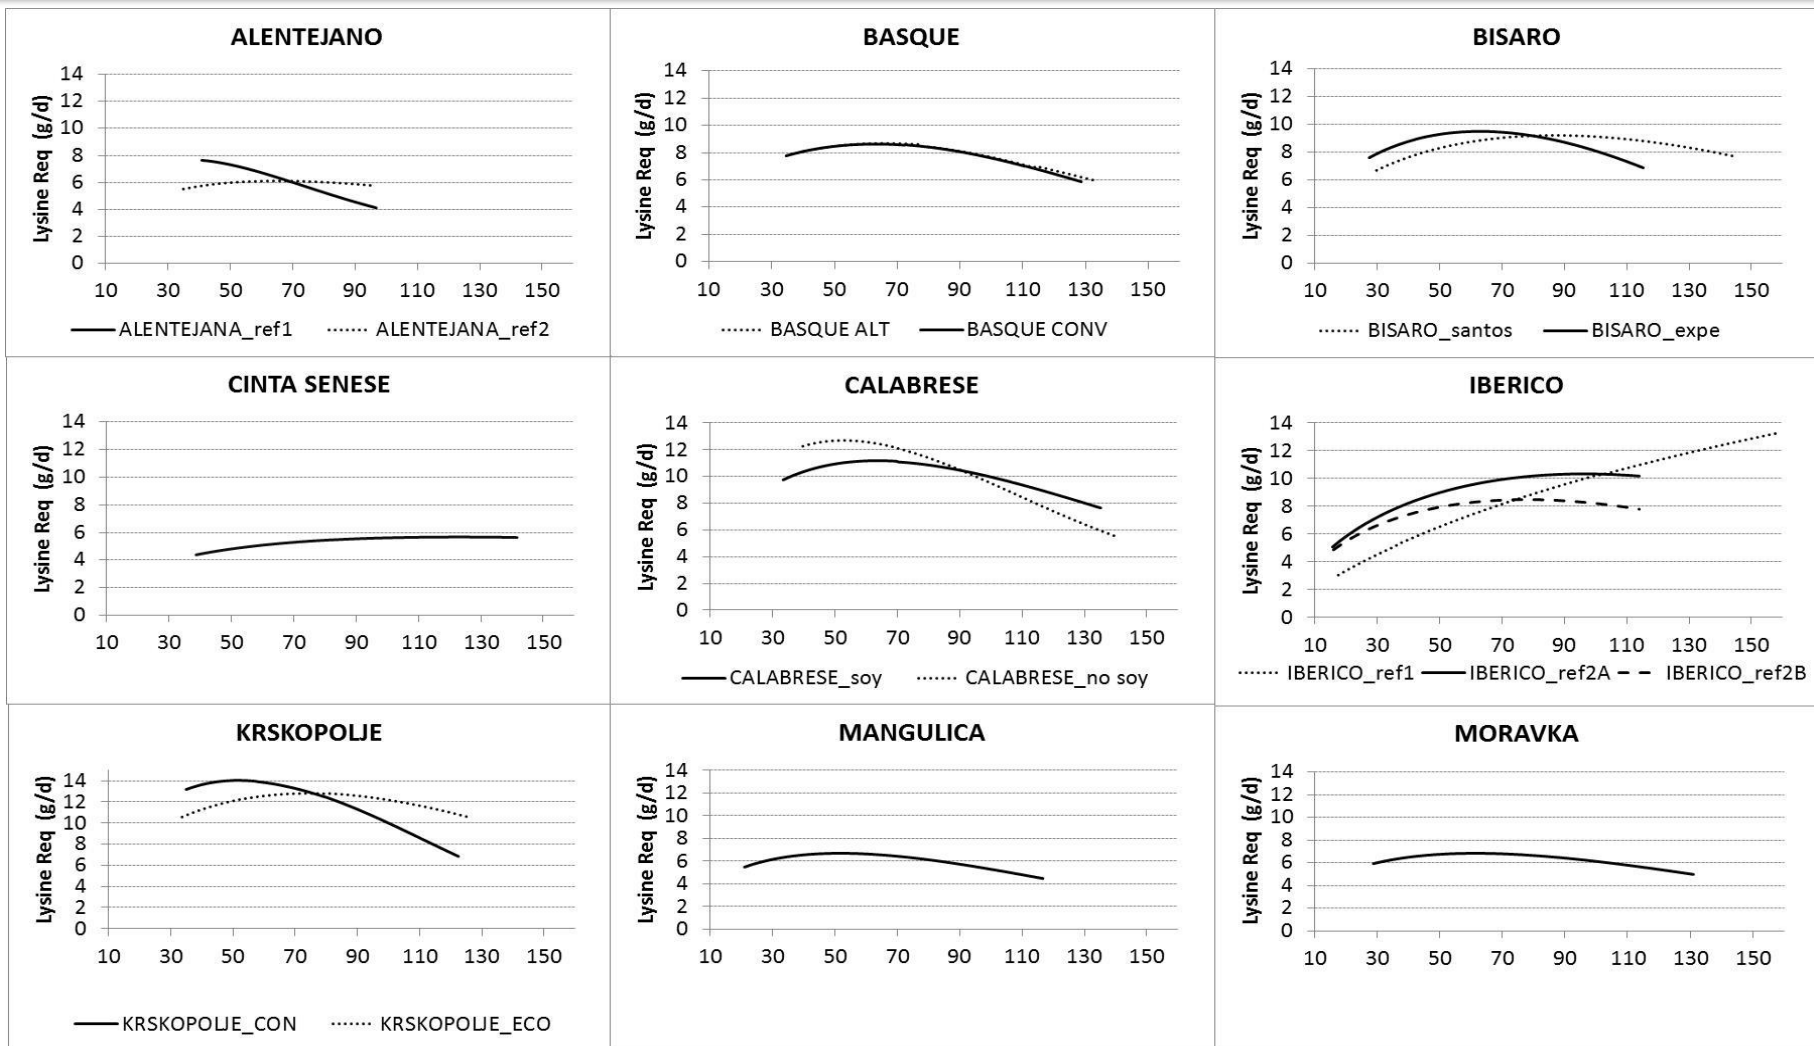 ALENTEJANO
Lysine Req (g/d)
14
12
10
8
6
4
2
0
10 30 50 70 90 110 130 150
ALENTEJANA_ref1 ALENTEJANA_ref2
BASQUE
Lysine Req (g/d)
14
12
10
8
6
4
2
0
10 30 50 70 90 110 130 150
BASQUE ALT BASQUE CONV
BISARO
Lysine Req (g/d)
14
12
10
8
6
4
2
0
10 30 50 70 90 110 130 150
BISARO_santos BISARO_expe
CINTA SENESE
Lysine Req (g/d)
14
12
10
8
6
4
2
0
10 30 50 70 90 110 130 150
CALABRESE
Lysine Req (g/d)
14
12
10
8
6
4
2
0
10 30 50 70 90 110 130 150
CALABRESE_soy CALABRESE_no soy
IBERICO
Lysine Req (g/d)
14
12
10
8
6
4
2
0
10 30 50 70 90 110 130 150
IBERICO_ref1 IBERICO_ref2A IBERICO_ref2B
KRSKOPOLJE
Lysine Req (g/d)
14
12
10
8
6
4
2
0
10 30 50 70 90 110 130 150
KRSKOPOLJE_CON KRSKOPOLJE_ECO
MANGULICA
Lysine Req (g/d)
14
12
10
8
6
4
2
0
10 30 50 70 90 110 130 150
MORAVKA
Lysine Req (g/d)
14
12
10
8
6
4
2
0
10 30 50 70 90 110 130 150